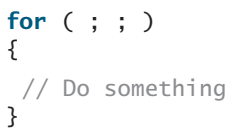 for ( ; ; )
{
// Do something
}